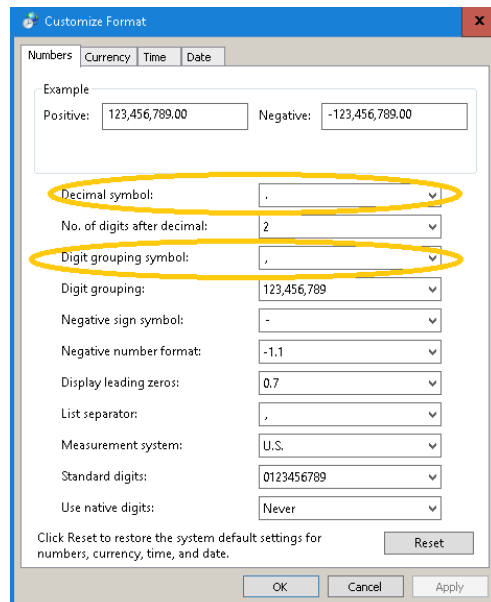 Customize Format
x
Numbers Currency Time Date
Example
Positive: 123,456,789.00 Negative: -123,456,789.00
Decimal symbol: .
No. of digits after decimal: 2
Digit grouping symbol: ,
Digit grouping: 123,456,789
Negative sign symbol: -
Negative number format: -1.1
Display leading zeros: 0.7
List separator: ,
Measurement system: U.S.
Standard digits: 0123456789
Use native digits: Never
Click Reset to restore the system default settings for
numbers, currency, time, and date.
Reset
OK Cancel Apply